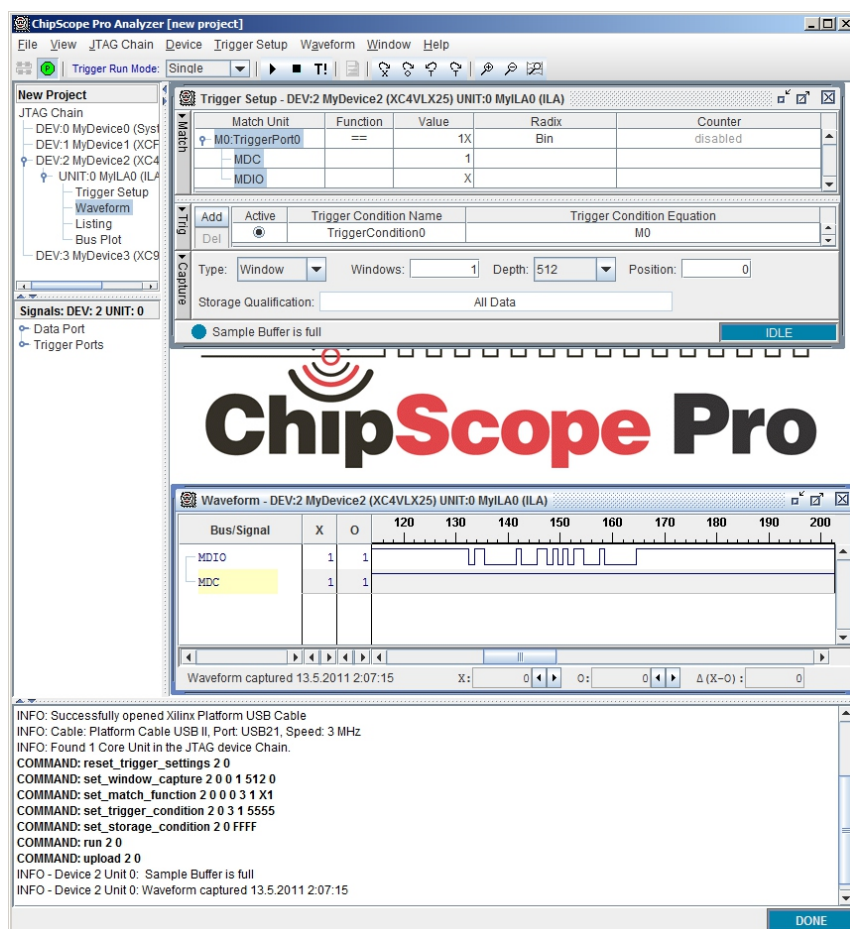 ChipScope Pro Analyzer [new project]
File View JTAG Chain Device Trigger Setup Waveform Window Help
Trigger Run Mode: Single T!
New Project
JTAG Chain
DEV:0 MyDevice0 (Syst
DEV:1 MyDevice1 (XCF
DEV:2 MyDevice2 (XC4
UNIT:0 MyILA0 (ILA
Trigger Setup
Waveform
Listing
Bus Plot
DEV:3 MyDevice3 (XC9
Signals: DEV: 2 UNIT: 0
Data Port
Trigger Ports
Trigger Setup - DEV:2 MyDevice2 (XC4VLX25) UNIT:0 MyILA0 (ILA)
Match
Match Unit Function Value Radix Counter
M0:TriggerPort0 == 1X Bin disabled
MDC 1
MDIO X
Trig
Add Active Trigger Condition Name Trigger Condition Equation
Del TriggerCondition0 M0
Capture
Type: Window Windows: 1 Depth: 512 Position: 0
Storage Qualification: All Data
Sample Buffer is full IDLE
ChipScope Pro
Waveform - DEV:2 MyDevice2 (XC4VLX25) UNIT:0 MyILA0 (ILA)
Bus/Signal X O 120 130 140 150 160 170 180 190 200
MDIO 1 1
MDC 1 1
Waveform captured 13.5.2011 2:07:15 X: 0 O: 0 Δ(X-O): 0
INFO: Successfully opened Xilinx Platform USB Cable
INFO: Cable: Platform Cable USB II, Port: USB21, Speed: 3 MHz
INFO: Found 1 Core Unit in the JTAG device Chain.
COMMAND: reset_trigger_settings 2 0
COMMAND: set_window_capture 2 0 0 1 512 0
COMMAND: set_match_function 2 0 0 0 3 1 X1
COMMAND: set_trigger_condition 2 0 3 1 5555
COMMAND: set_storage_condition 2 0 FFFF
COMMAND: run 2 0
COMMAND: upload 2 0
INFO - Device 2 Unit 0: Sample Buffer is full
INFO - Device 2 Unit 0: Waveform captured 13.5.2011 2:07:15
DONE